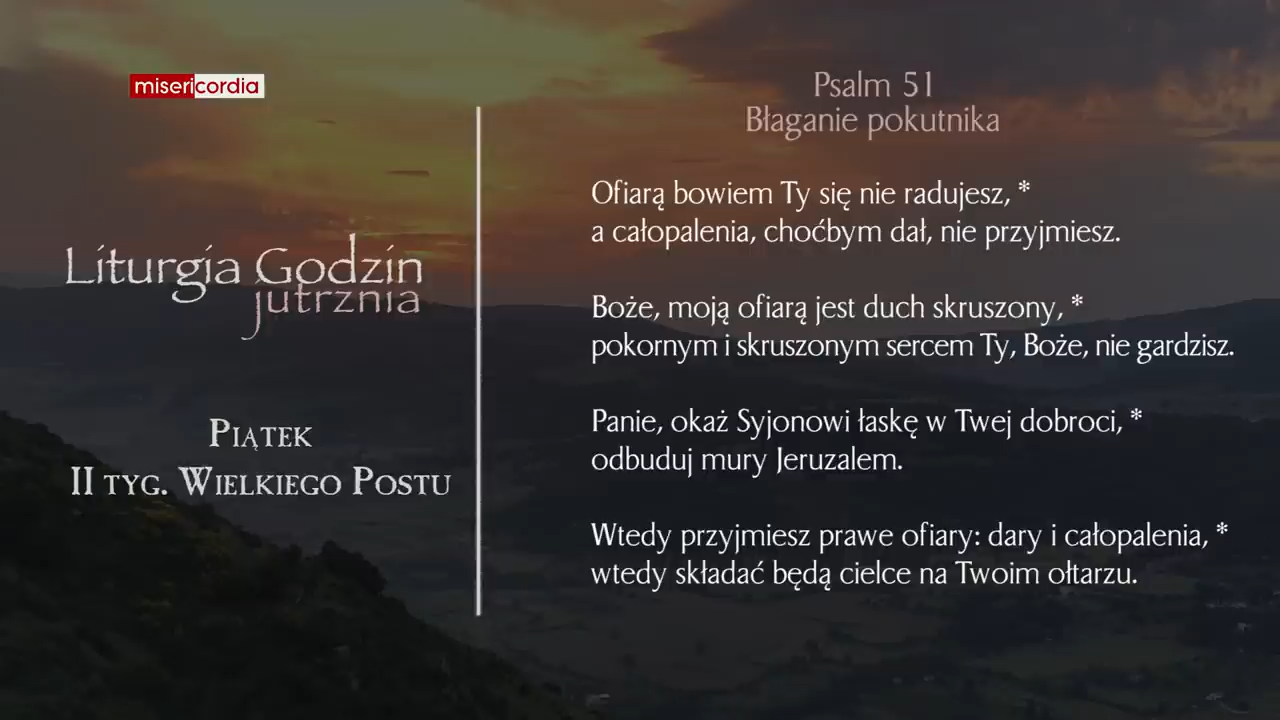 misericordia
Liturgia Godzin
jutrznia
Piątek
II tyg. Wielkiego Postu
Psalm 51
Błaganie pokutnika
Ofiarą bowiem Ty się nie radujesz, *
a całopalenia, choćbym dał, nie przyjmiesz.
Boże, moją ofiarą jest duch skruszony, *
pokornym i skruszonym sercem Ty, Boże, nie gardzisz.
Panie, okaż Syjonowi łaskę w Twej dobroci, *
odbuduj mury Jeruzalem.
Wtedy przyjmiesz prawe ofiary: dary i całopalenia, *
wtedy składać będą cielce na Twoim ołtarzu.